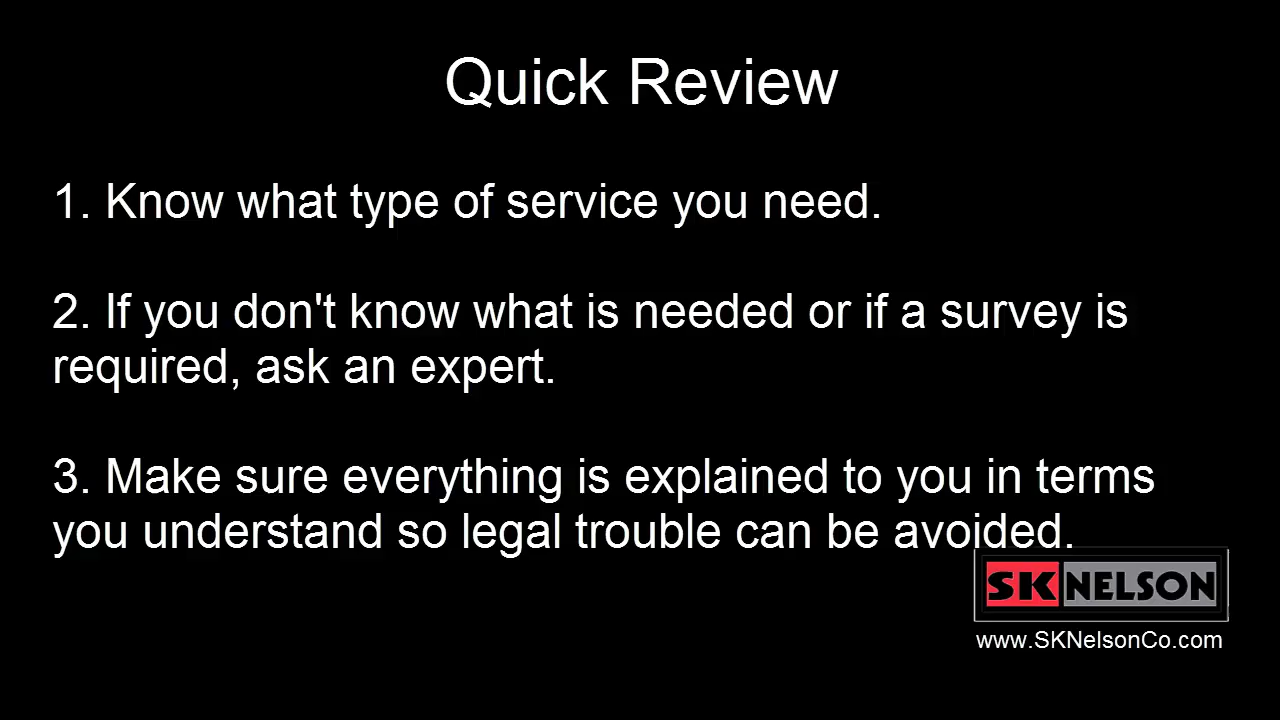 Quick Review
1. Know what type of service you need.
2. If you don't know what is needed or if a survey is
required, ask an expert.
3. Make sure everything is explained to you in terms
you understand so legal trouble can be avoided.
SK NELSON
www.SKNelsonCo.com